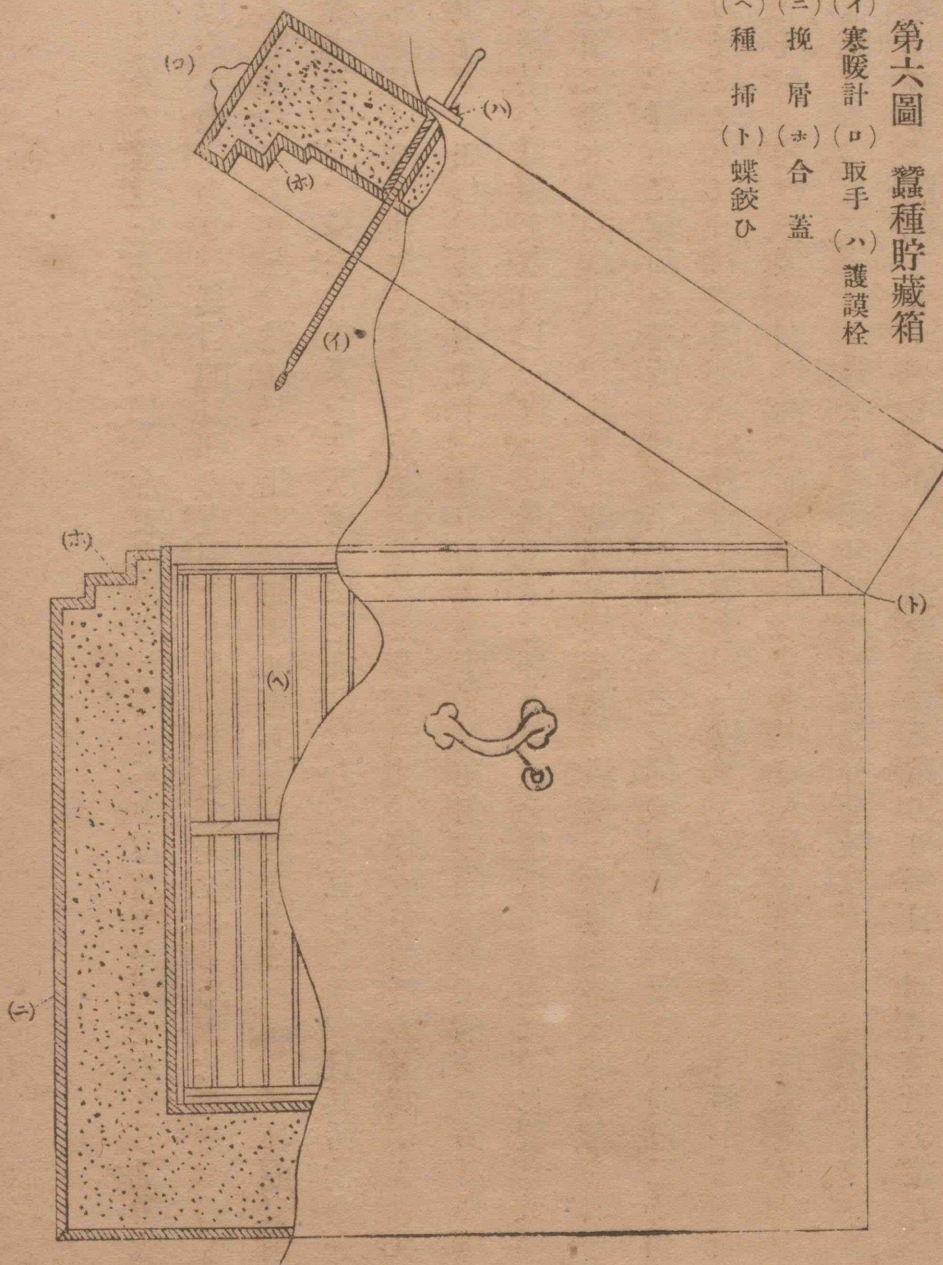 第六圖　蠶種貯藏箱
(イ)寒暖計 (ロ)取手 (ハ)護謨栓
(ニ)挽屑 (ホ)合蓋
(ヘ)種挿 (ト)蝶鉸ひ
(ロ)
(ハ)
(ホ)
(イ)
(ホ)
(ト)
(ヘ)
(ロ)
(ニ)